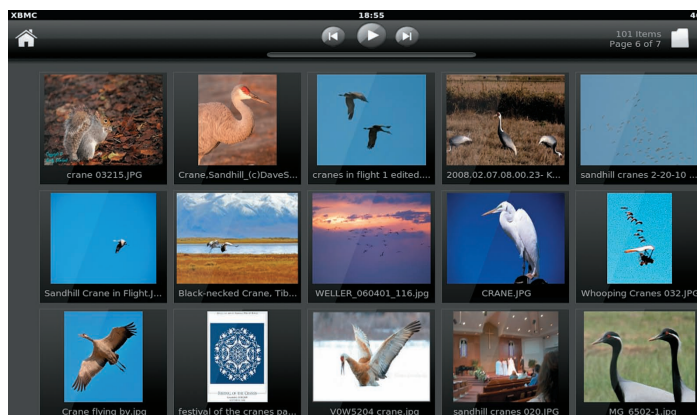 XBMC
18:55
101 Items
Page 6 of 7
crane 03215.JPG
Crane,Sandhill_(c)DaveS...
cranes in flight 1 edited....
2008.02.07.08.00.23- K...
sandhill cranes 2-20-10 ...
Sandhill Crane in Flight.J...
Black-necked Crane, Tib...
WELLER_060401_116.jpg
CRANE.JPG
Whooping Cranes 032.JPG
Crane flying by.jpg
festival of the cranes pa...
V0W5204 crane.jpg
sandhill cranes 020.JPG
MG_6502-1.jpg